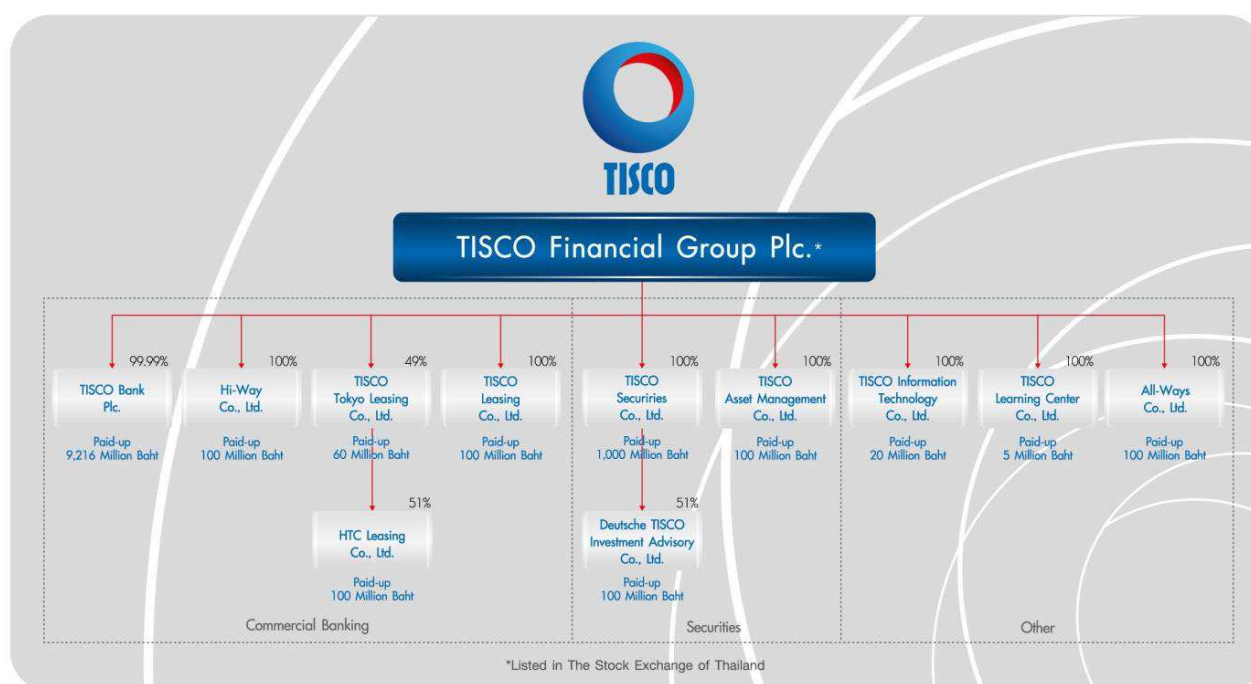 TISCO
TISCO Financial Group Plc.*
99.99%
TISCO Bank
Plc.
Paid-up
9,216 Million Baht
100%
Hi-Way
Co., Ltd.
Paid-up
100 Million Baht
49%
TISCO
Tokyo Leasing
Co., Ltd.
Paid-up
60 Million Baht
51%
HTC Leasing
Co., Ltd.
Paid-up
100 Million Baht
100%
TISCO
Leasing
Co., Ltd.
Paid-up
100 Million Baht
Commercial Banking
100%
TISCO
Securiries
Co., Ltd.
Paid-up
1,000 Million Baht
51%
Deutsche TISCO
Investment Advisory
Co., Ltd.
Paid-up
100 Million Baht
100%
TISCO
Asset Management
Co., Ltd.
Paid-up
100 Million Baht
Securities
100%
TISCO Information
Technology
Co., Ltd.
Paid-up
20 Million Baht
100%
TISCO
Learning Center
Co., Ltd.
Paid-up
5 Million Baht
100%
All-Ways
Co., Ltd.
Paid-up
100 Million Baht
Other
*Listed in The Stock Exchange of Thailand